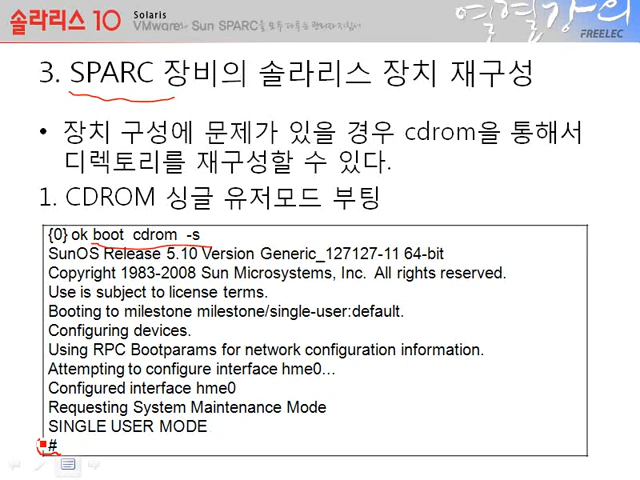 솔라리스 10
Solaris
VMware와 Sun SPARC를 모두 다루는 관리자 지침서
열혈강의
FREELEC
3. SPARC 장비의 솔라리스 장치 재구성
• 장치 구성에 문제가 있을 경우 cdrom을 통해서
디렉토리를 재구성할 수 있다.
1. CDROM 싱글 유저모드 부팅
{0} ok boot cdrom -s
SunOS Release 5.10 Version Generic_127127-11 64-bit
Copyright 1983-2008 Sun Microsystems, Inc. All rights reserved.
Use is subject to license terms.
Booting to milestone milestone/single-user:default.
Configuring devices.
Using RPC Bootparams for network configuration information.
Attempting to configure interface hme0...
Configured interface hme0
Requesting System Maintenance Mode
SINGLE USER MODE
#